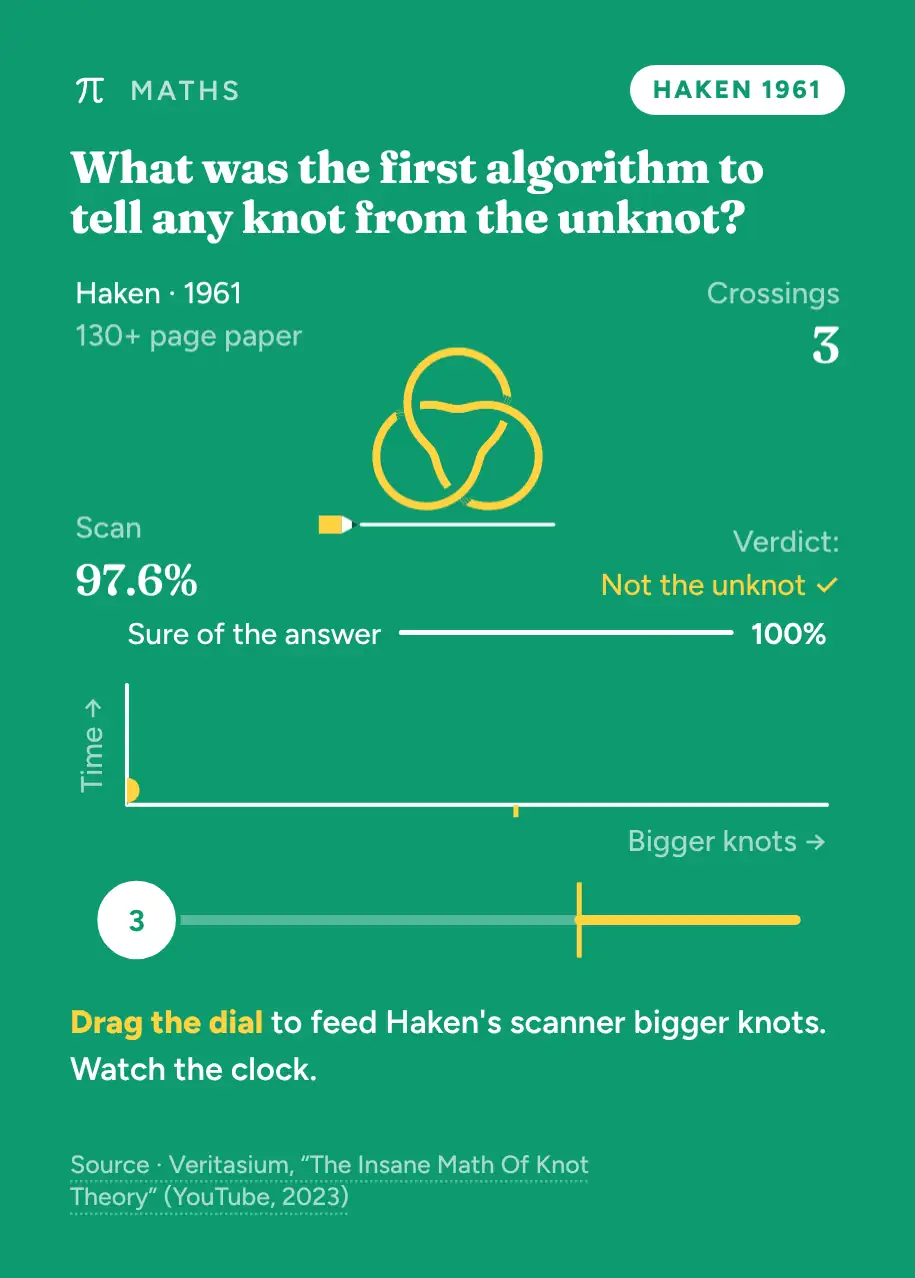 π MATHS
HAKEN 1961
What was the first algorithm to
tell any knot from the unknot?
Haken · 1961
130+ page paper
Crossings
3
Scan
97.6%
Verdict:
Not the unknot ✓
Sure of the answer 100%
Time →
Bigger knots →
3
Drag the dial to feed Haken's scanner bigger knots.
Watch the clock.
Source · Veritasium, “The Insane Math Of Knot
Theory” (YouTube, 2023)